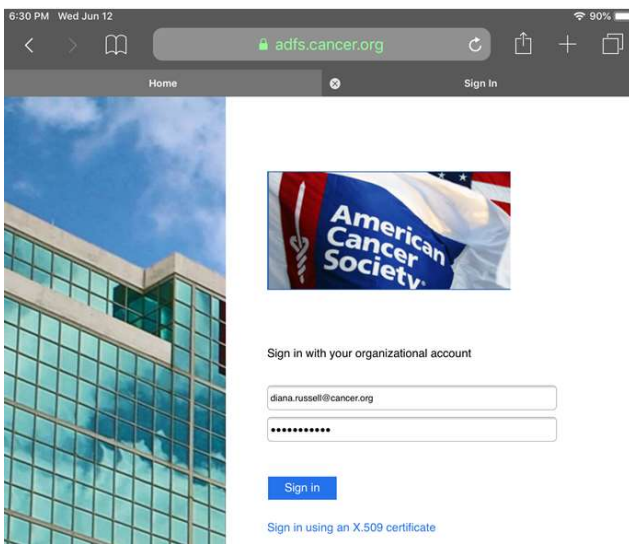 6:30 PM Wed Jun 12
90%
adfs.cancer.org
Home
Sign In
American
Cancer
Society
Sign in with your organizational account
diana.russell@cancer.org
•••••••••••
Sign in
Sign in using an X.509 certificate